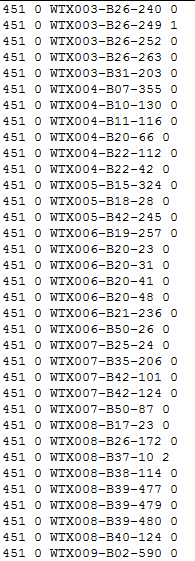 451 0 WTX003-B26-240 0
451 0 WTX003-B26-249 1
451 0 WTX003-B26-252 0
451 0 WTX003-B26-263 0
451 0 WTX003-B31-203 0
451 0 WTX004-B07-355 0
451 0 WTX004-B10-130 0
451 0 WTX004-B11-116 0
451 0 WTX004-B20-66 0
451 0 WTX004-B22-112 0
451 0 WTX004-B22-42 0
451 0 WTX005-B15-324 0
451 0 WTX005-B18-28 0
451 0 WTX005-B42-245 0
451 0 WTX006-B19-257 0
451 0 WTX006-B20-23 0
451 0 WTX006-B20-31 0
451 0 WTX006-B20-41 0
451 0 WTX006-B20-48 0
451 0 WTX006-B21-236 0
451 0 WTX006-B50-26 0
451 0 WTX007-B25-24 0
451 0 WTX007-B35-206 0
451 0 WTX007-B42-101 0
451 0 WTX007-B42-124 0
451 0 WTX007-B50-87 0
451 0 WTX008-B17-23 0
451 0 WTX008-B26-172 0
451 0 WTX008-B37-10 2
451 0 WTX008-B38-114 0
451 0 WTX008-B39-477 0
451 0 WTX008-B39-479 0
451 0 WTX008-B39-480 0
451 0 WTX008-B40-124 0
451 0 WTX009-B02-590 0